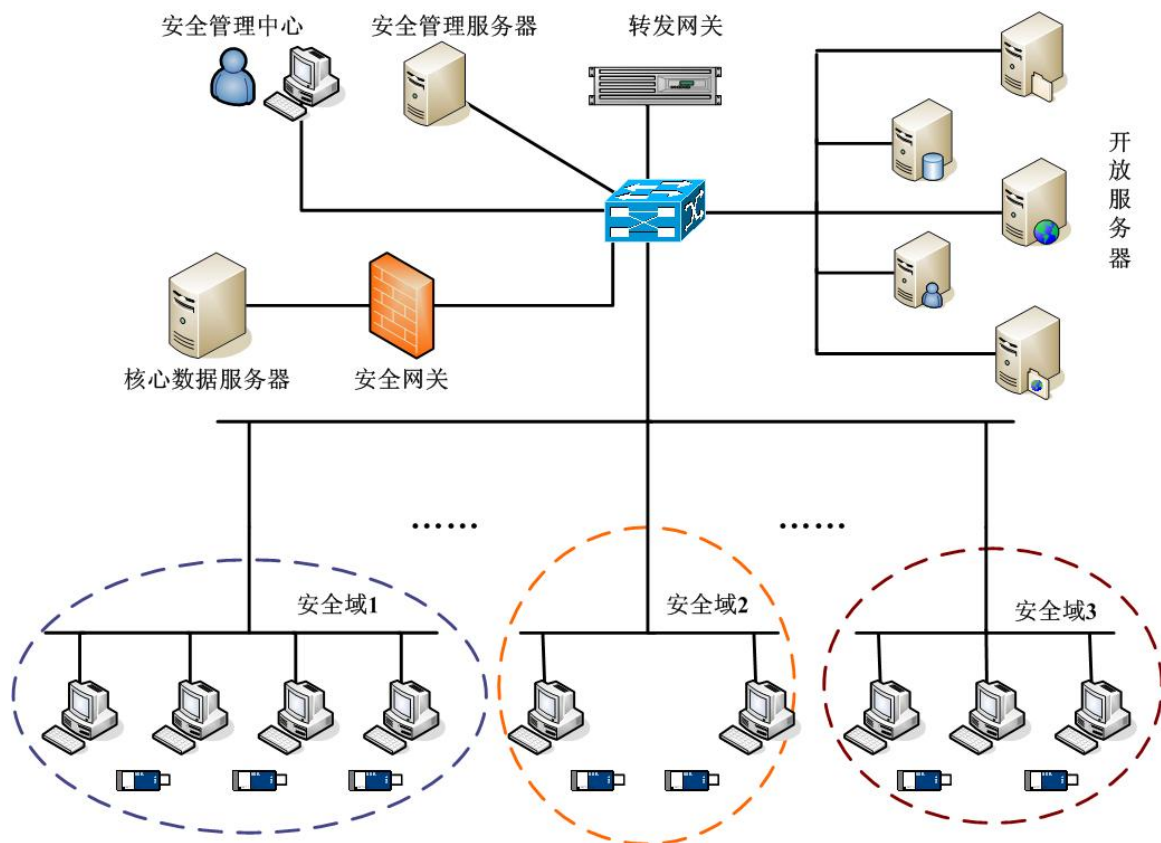 安全管理中心
安全管理服务器
转发网关
开放服务器
核心数据服务器
安全网关
……
……
安全域1
安全域2
安全域3